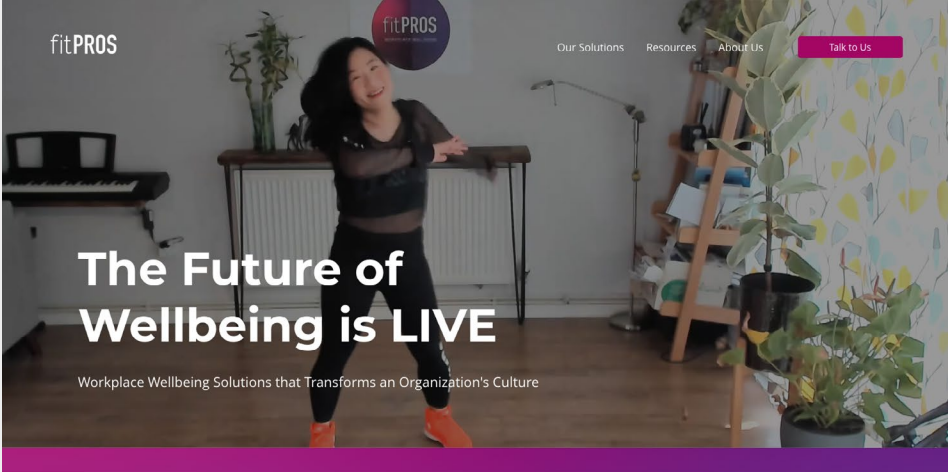 fitPROS
fitPROS
Our Solutions
Resources
About Us
Talk to Us
The Future of
Wellbeing is LIVE
Workplace Wellbeing Solutions that Transforms an Organization's Culture